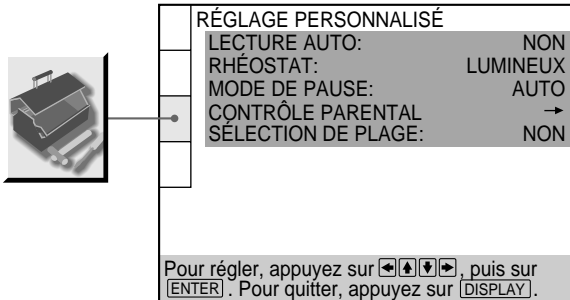 RÉGLAGE PERSONNALISÉ
LECTURE AUTO: NON
RHÉOSTAT: LUMINEUX
MODE DE PAUSE: AUTO
CONTRÔLE PARENTAL →
SÉLECTION DE PLAGE: NON
Pour régler, appuyez sur ←↑↓→, puis sur
ENTER. Pour quitter, appuyez sur DISPLAY.